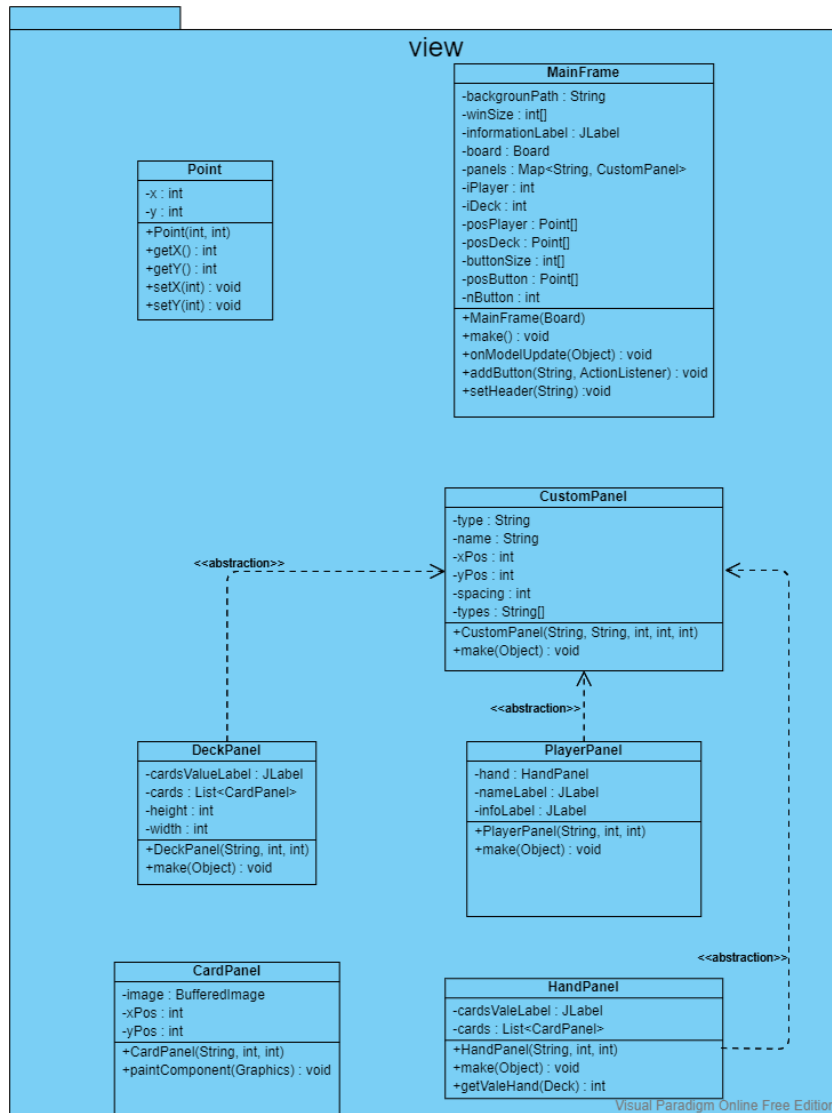 view
MainFrame
-backgrounPath : String
-winSize : int[]
-informationLabel : JLabel
-board : Board
-panels : Map<String, CustomPanel>
-iPlayer : int
-iDeck : int
-posPlayer : Point[]
-posDeck : Point[]
-buttonSize : int[]
-posButton : Point[]
-nButton : int
+MainFrame(Board)
+make() : void
+onModelUpdate(Object) : void
+addButton(String, ActionListener) : void
+setHeader(String) :void
Point
-x : int
-y : int
+Point(int, int)
+getX() : int
+getY() : int
+setX(int) : void
+setY(int) : void
CustomPanel
-type : String
-name : String
-xPos : int
-yPos : int
-spacing : int
-types : String[]
+CustomPanel(String, String, int, int, int)
+make(Object) : void
<<abstraction>>
<<abstraction>>
DeckPanel
-cardsValueLabel : JLabel
-cards : List<CardPanel>
-height : int
-width : int
+DeckPanel(String, int, int)
+make(Object) : void
PlayerPanel
-hand : HandPanel
-nameLabel : JLabel
-infoLabel : JLabel
+PlayerPanel(String, int, int)
+make(Object) : void
<<abstraction>>
CardPanel
-image : BufferedImage
-xPos : int
-yPos : int
+CardPanel(String, int, int)
+paintComponent(Graphics) : void
HandPanel
-cardsValeLabel : JLabel
-cards : List<CardPanel>
+HandPanel(String, int, int)
+make(Object) : void
+getValeHand(Deck) : int
Visual Paradigm Online Free Edition